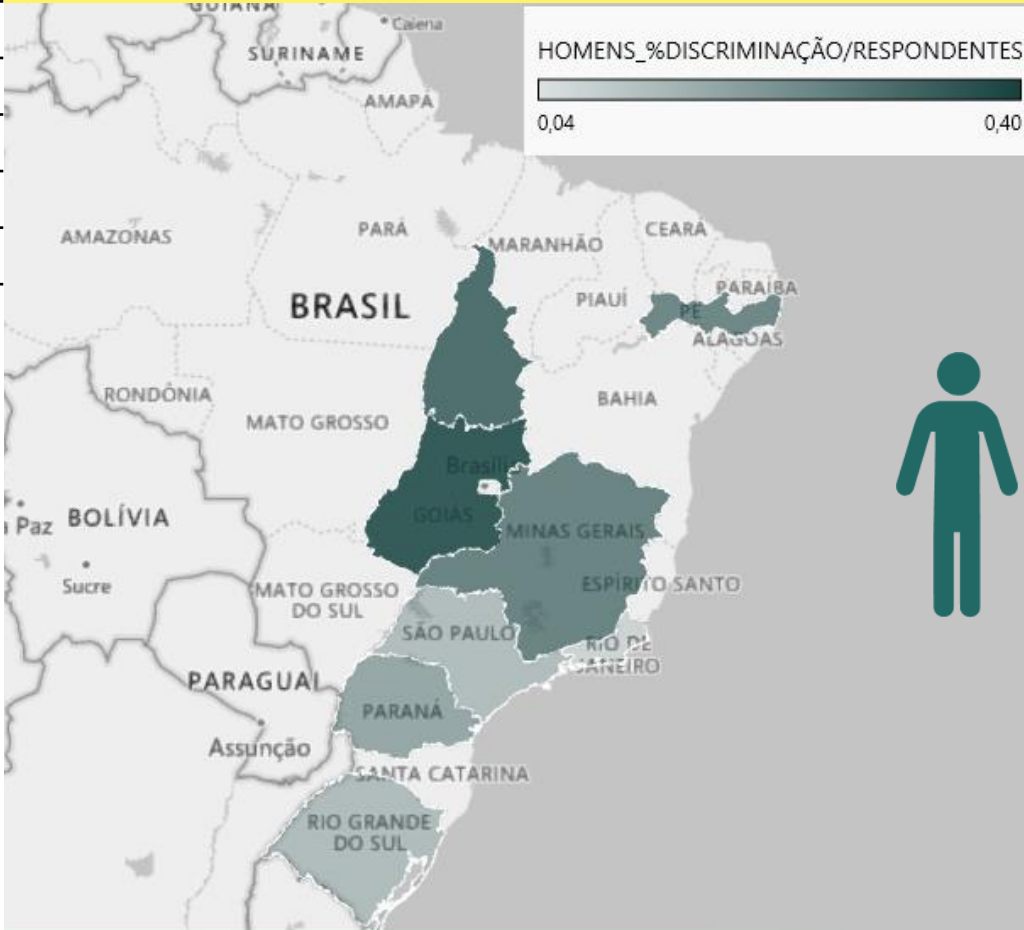 GUIANA
Caiena
SURINAME
HOMENS_%DISCRIMINAÇÃO/RESPONDENTES
0,04
0,40
AMAPÁ
AMAZONAS
PARÁ
MARANHÃO
CEARÁ
PIAUÍ
PARAÍBA
BRASIL
PE
ALAGOAS
RONDÔNIA
MATO GROSSO
BAHIA
Brasíli
GOIÁS
Paz
BOLÍVIA
MINAS GERAIS
Sucre
MATO GROSSO
DO SUL
ESPÍRITO SANTO
SÃO PAULO
RIO DE
JANEIRO
PARAGUAI
PARANÁ
Assunção
SANTA CATARINA
RIO GRANDE
DO SUL